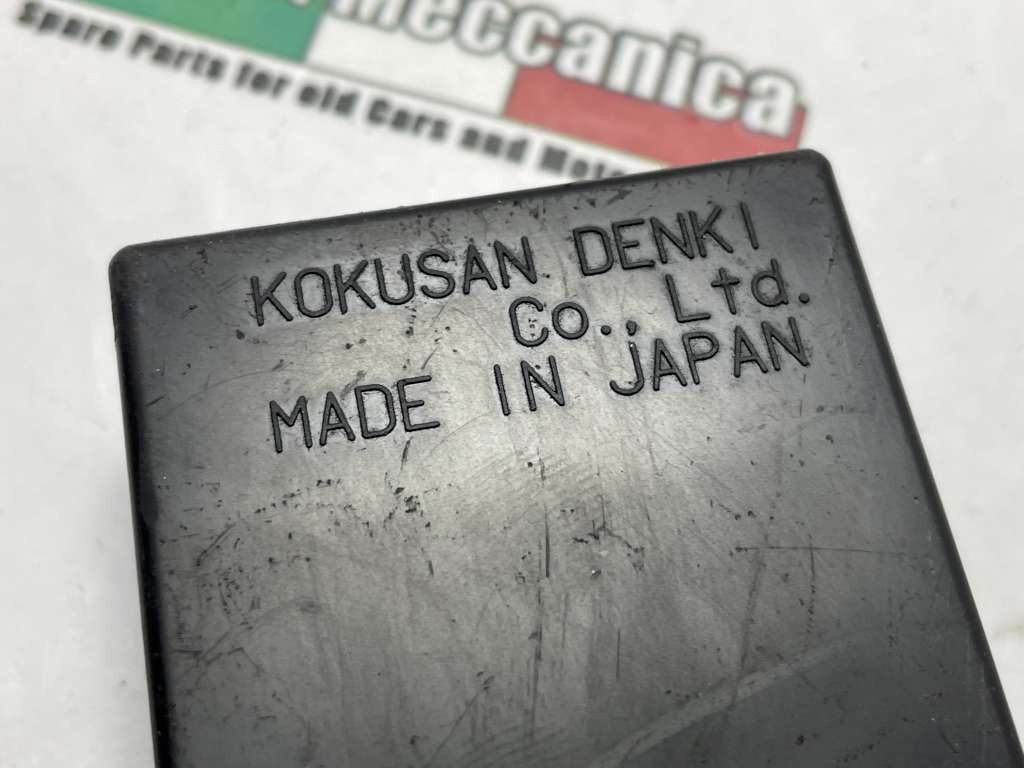 Meccanica
Spare Parts for old Cars and
KOKUSAN DENKI
Co., Ltd.
MADE IN JAPAN